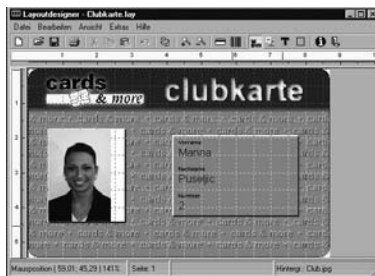 Layoutdesigner - Clubkarte.lay
Datei Bearbeiten Ansicht Extras Hilfe
cards
& more
clubkarte
Vorname
Marina
Nachname
Puseljic
Nummer
2
Mausposition ( 59,01; 45,29 ) 141%
Seite: 1
Hintergr.: Club.jpg